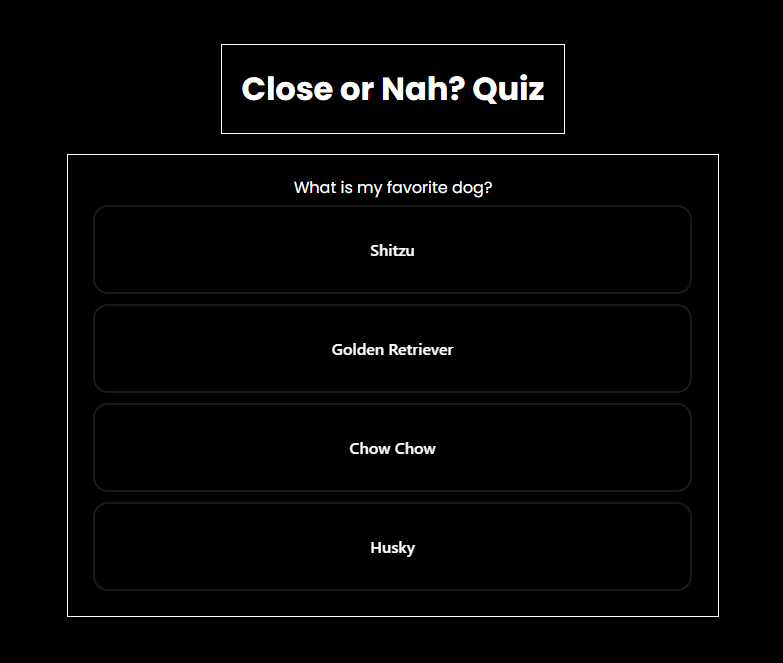 Close or Nah? Quiz
What is my favorite dog?
Shitzu
Golden Retriever
Chow Chow
Husky